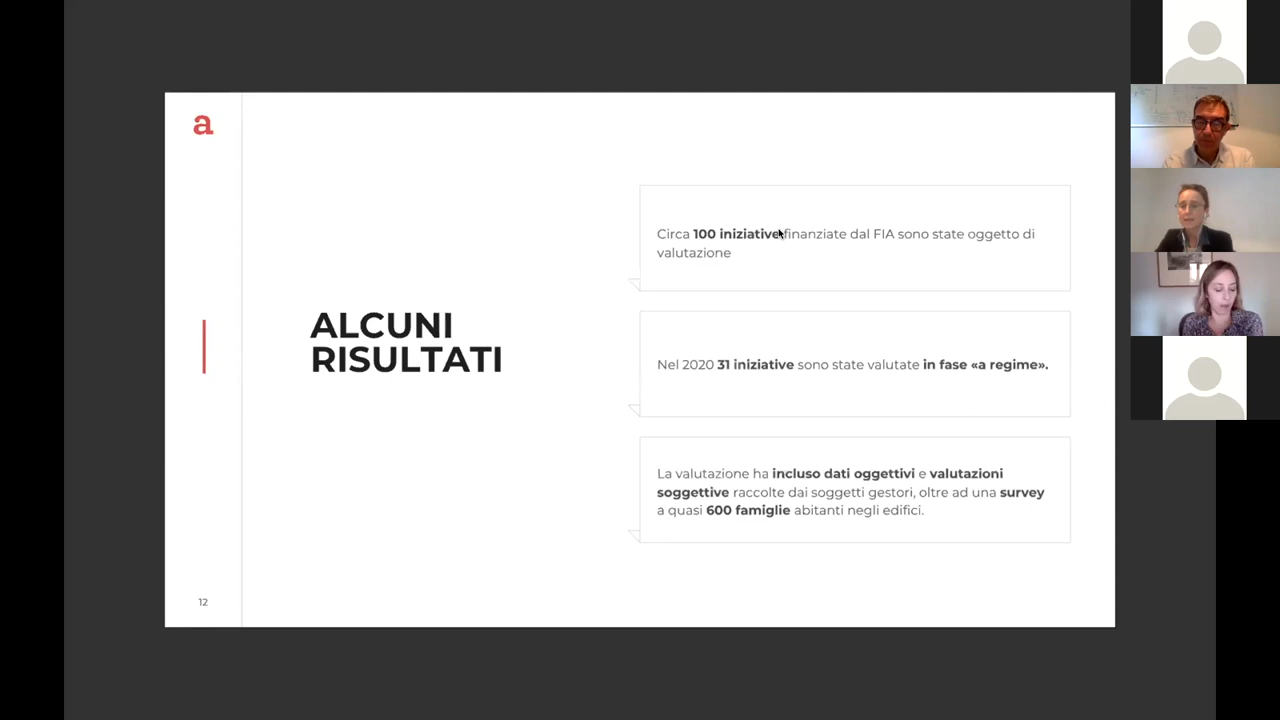 a
ALCUNI
RISULTATI
Circa 100 iniziative finanziate dal FIA sono state oggetto di
valutazione
Nel 2020 31 iniziative sono state valutate in fase «a regime».
La valutazione ha incluso dati oggettivi e valutazioni
soggettive raccolte dai soggetti gestori, oltre ad una survey
a quasi 600 famiglie abitanti negli edifici.
12